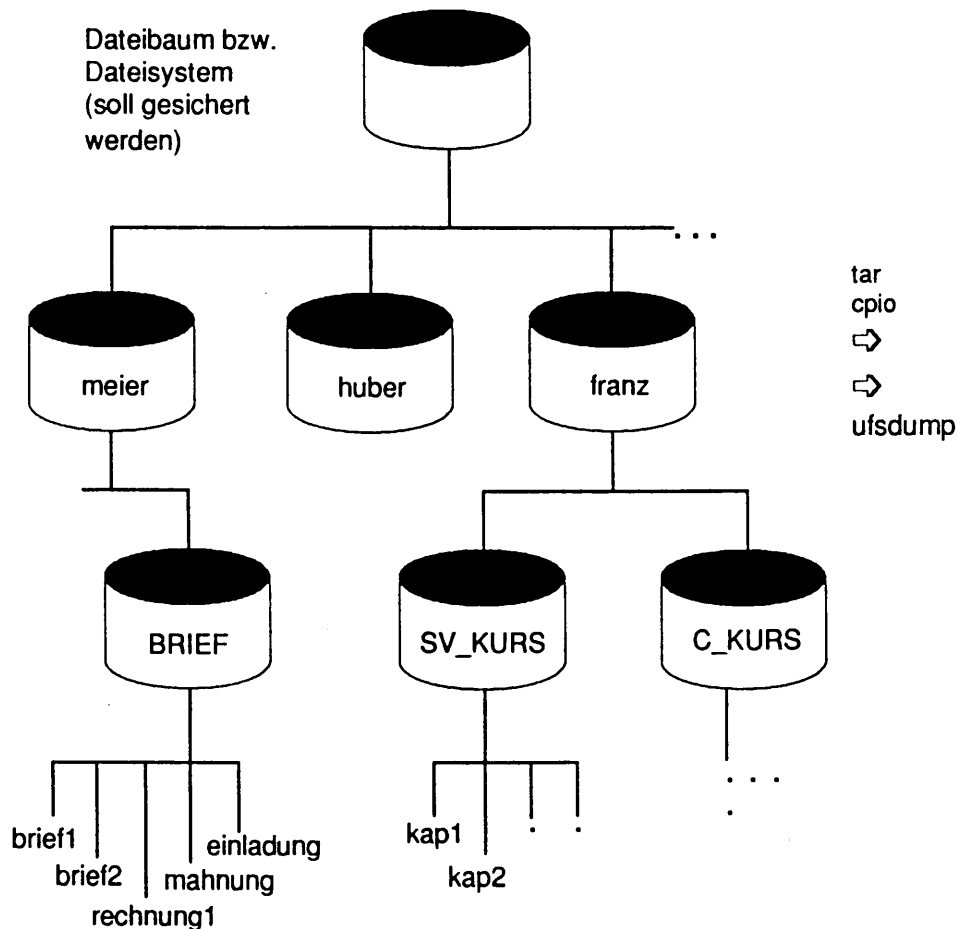 Dateibaum bzw.
Dateisystem
(soll gesichert
werden)
. . .
tar
cpio
⇨
⇨
ufsdump
meier
huber
franz
BRIEF
SV_KURS
C_KURS
. . .
.
brief1
brief2
rechnung1
mahnung
einladung
kap1
kap2
.
.